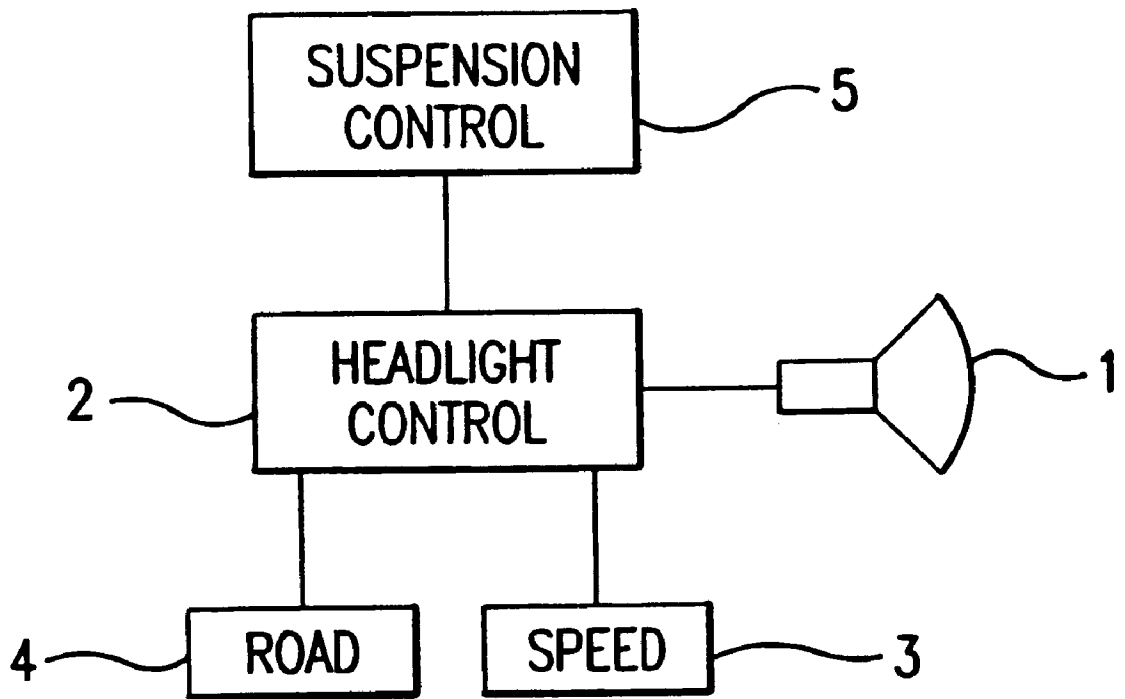 SUSPENSION
CONTROL
5
HEADLIGHT
CONTROL
2
1
ROAD
4
SPEED
3